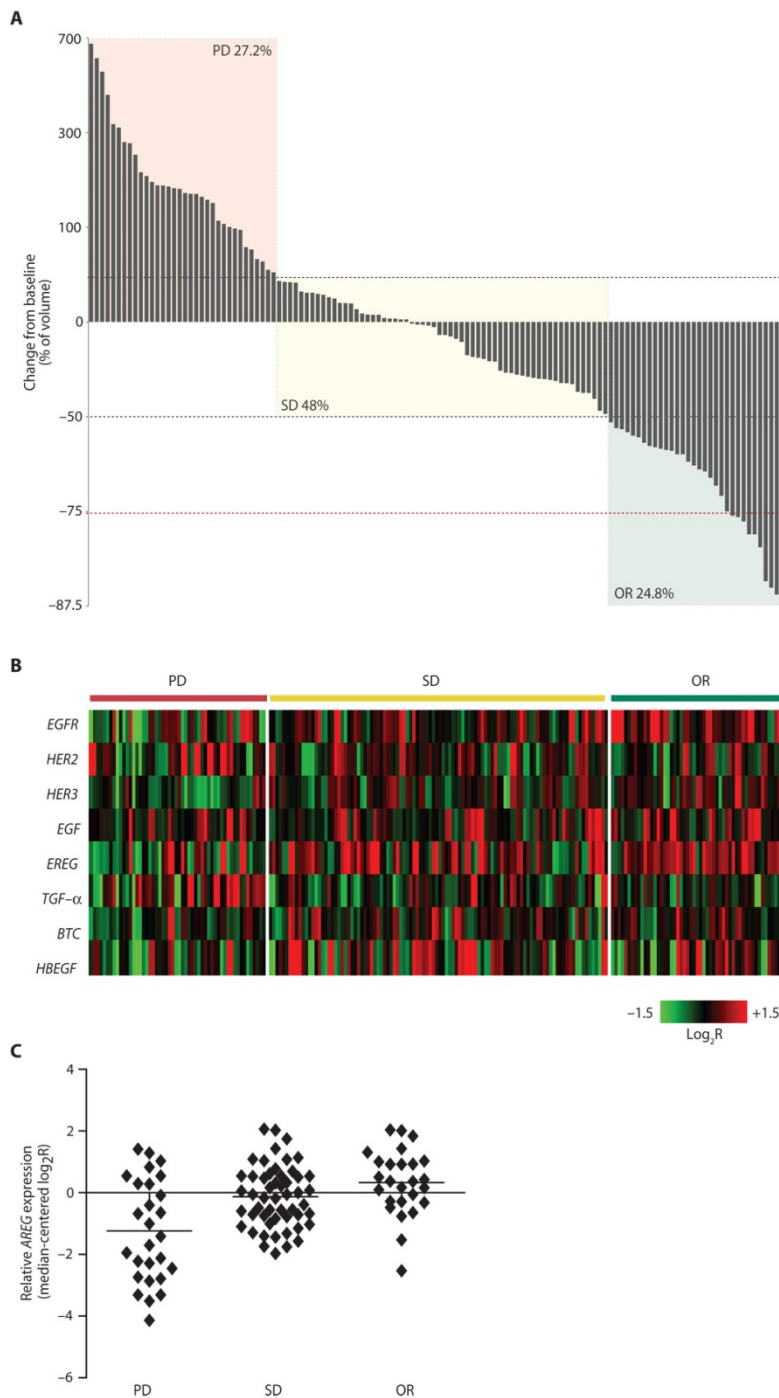 A
700
PD 27.2%
300
100
Change from baseline
(% of volume)
0
SD 48%
–50
–75
OR 24.8%
–87.5
B
PD
SD
OR
EGFR
HER2
HER3
EGF
EREG
TGF–α
BTC
HBEGF
–1.5
+1.5
Log₂R
C
4
2
Relative AREG expression
(median-centered log₂R)
0
–2
–4
–6
PD
SD
OR